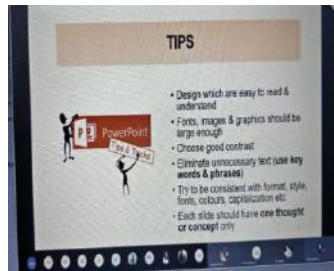 TIPS
• Design which are easy to read &
understand
• Fonts, images & graphics should be
large enough
• Choose good contrast
• Eliminate unnecessary text (use key
words & phrases)
• Try to be consistent with format, style,
fonts, colours, capitalization etc
• Each slide should have one thought
or concept only
PowerPoint
Tips & Tricks